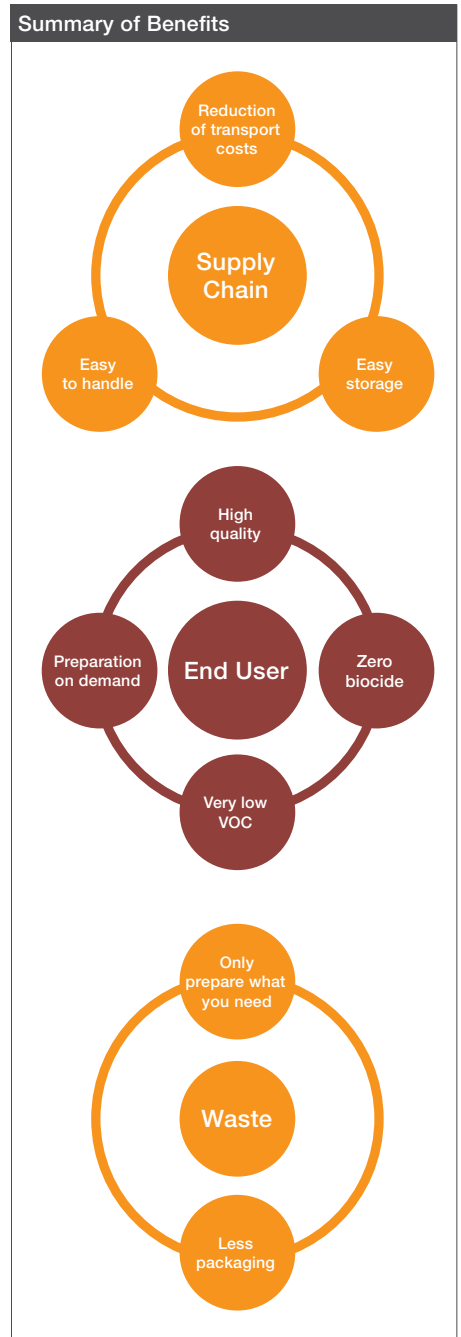 Summary of Benefits
Reduction
of transport
costs
Supply
Chain
Easy
to handle
Easy
storage
High
quality
Preparation
on demand
End User
Zero
biocide
Very low
VOC
Only
prepare what
you need
Waste
Less
packaging